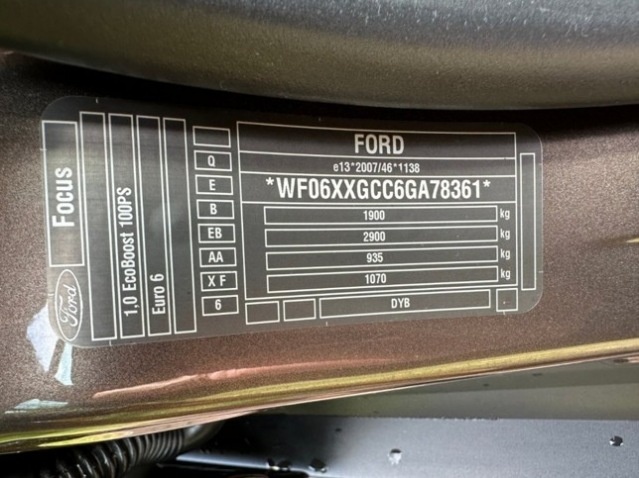 FORD
e13*2007/46*1138
*WF06XXGCC6GA78361*
1900 kg
2900 kg
935 kg
1070 kg
DYB
Q
E
B
EB
AA
X F
6
Focus
1,0 EcoBoost 100PS
Euro 6
Ford